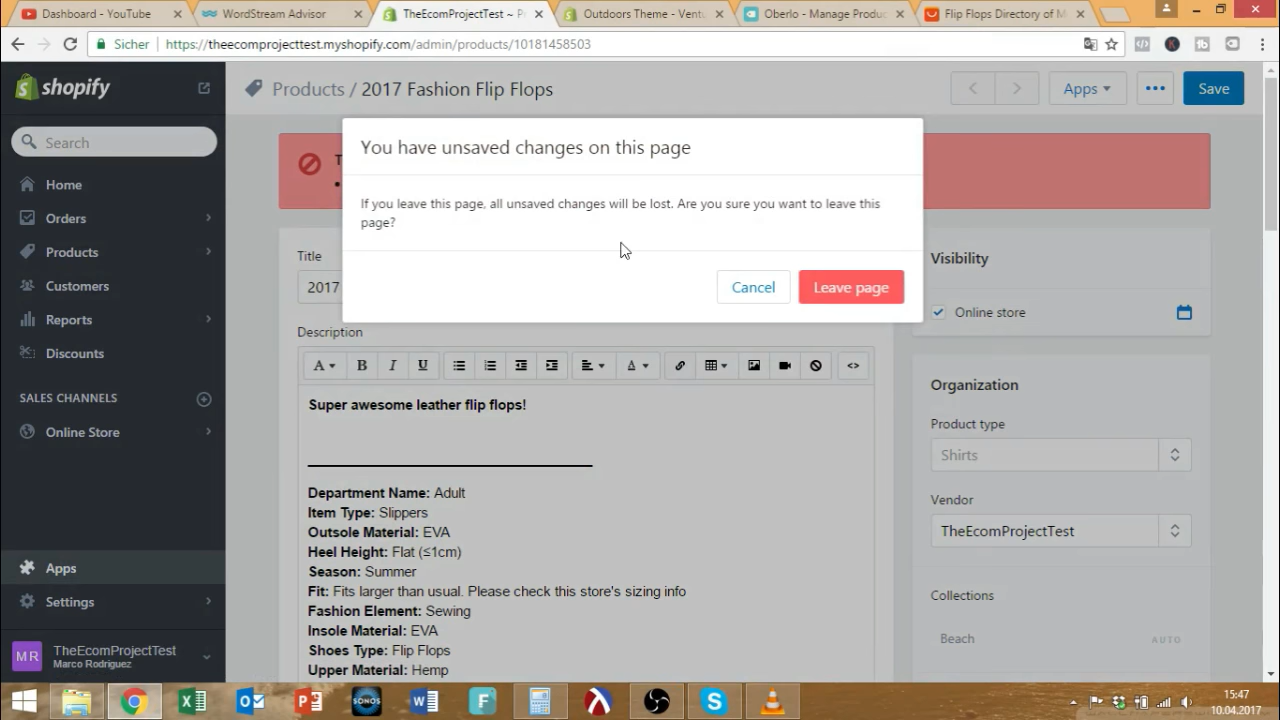 Dashboard - YouTube
WordStream Advisor
TheEcomProjectTest ~ P
Outdoors Theme - Ventu
Oberlo - Manage Produc
Flip Flops Directory of M
Sicher
https://theecomprojecttest.myshopify.com/admin/products/10181458503
shopify
Products / 2017 Fashion Flip Flops
Apps
Save
Search
Home
Orders
Products
Customers
Reports
Discounts
SALES CHANNELS
Online Store
Apps
Settings
MR
TheEcomProjectTest
Marco Rodriguez
You have unsaved changes on this page
If you leave this page, all unsaved changes will be lost. Are you sure you want to leave this
page?
Cancel
Leave page
Title
2017
Description
Super awesome leather flip flops!
Department Name: Adult
Item Type: Slippers
Outsole Material: EVA
Heel Height: Flat (≤1cm)
Season: Summer
Fit: Fits larger than usual. Please check this store's sizing info
Fashion Element: Sewing
Insole Material: EVA
Shoes Type: Flip Flops
Upper Material: Hemp
Visibility
Online store
Organization
Product type
Shirts
Vendor
TheEcomProjectTest
Collections
Beach
AUTO
SONOS
15:47
10.04.2017